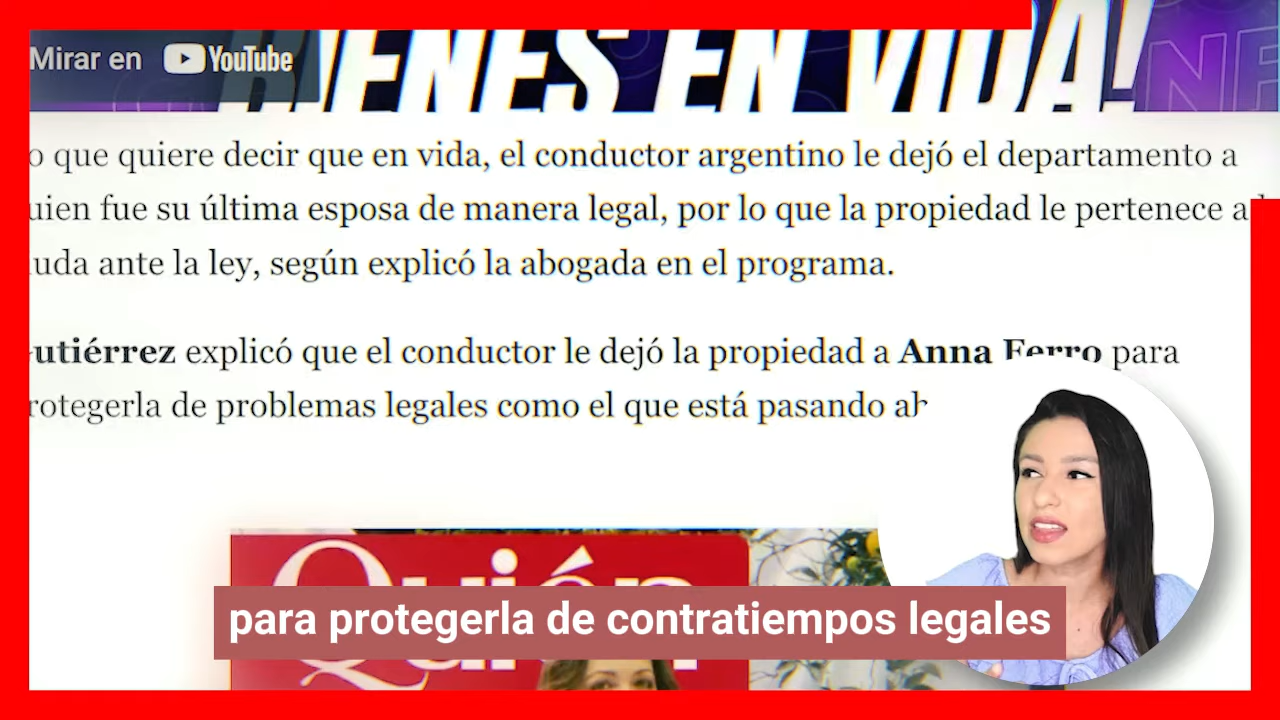 Mirar en YouTube
BIENES EN VIDA!
o que quiere decir que en vida, el conductor argentino le dejó el departamento a
uien fue su última esposa de manera legal, por lo que la propiedad le pertenece a
uda ante la ley, según explicó la abogada en el programa.
utiérrez explicó que el conductor le dejó la propiedad a Anna Ferro para
rotegerla de problemas legales como el que está pasando ah
Quién
para protegerla de contratiempos legales